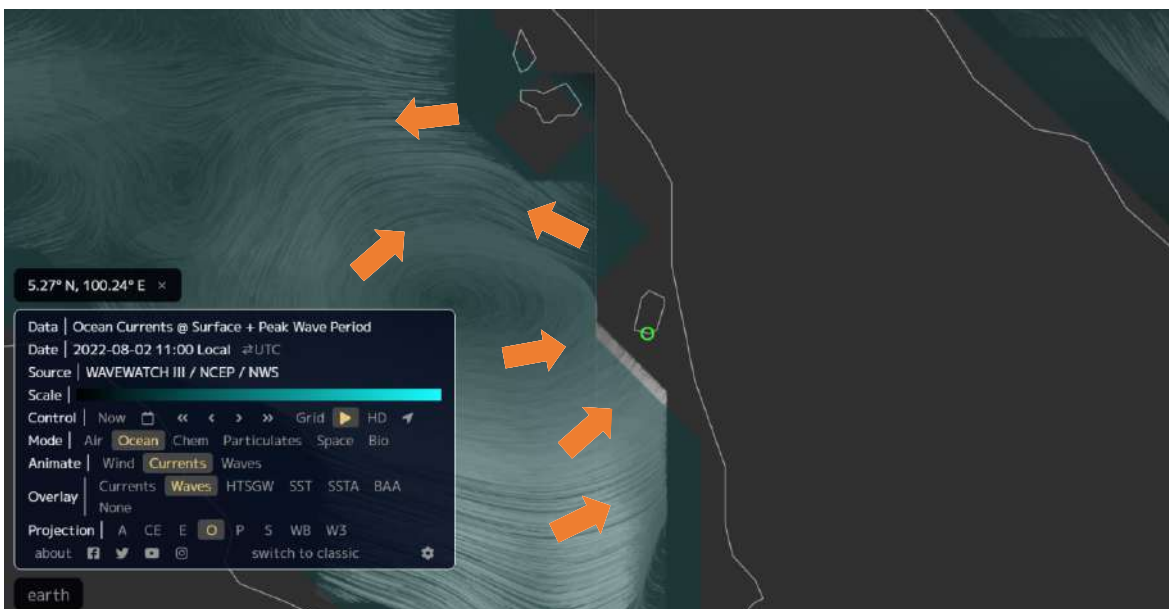 5.27° N, 100.24° E ×
Data | Ocean Currents @ Surface + Peak Wave Period
Date | 2022-08-02 11:00 Local ⇄UTC
Source | WAVEWATCH III / NCEP / NWS
Scale |
Control | Now « ‹ › » Grid HD
Mode | Air Ocean Chem Particulates Space Bio
Animate | Wind Currents Waves
Overlay | Currents Waves HTSGW SST SSTA BAA
None
Projection | A CE E O P S WB W3
about switch to classic
earth